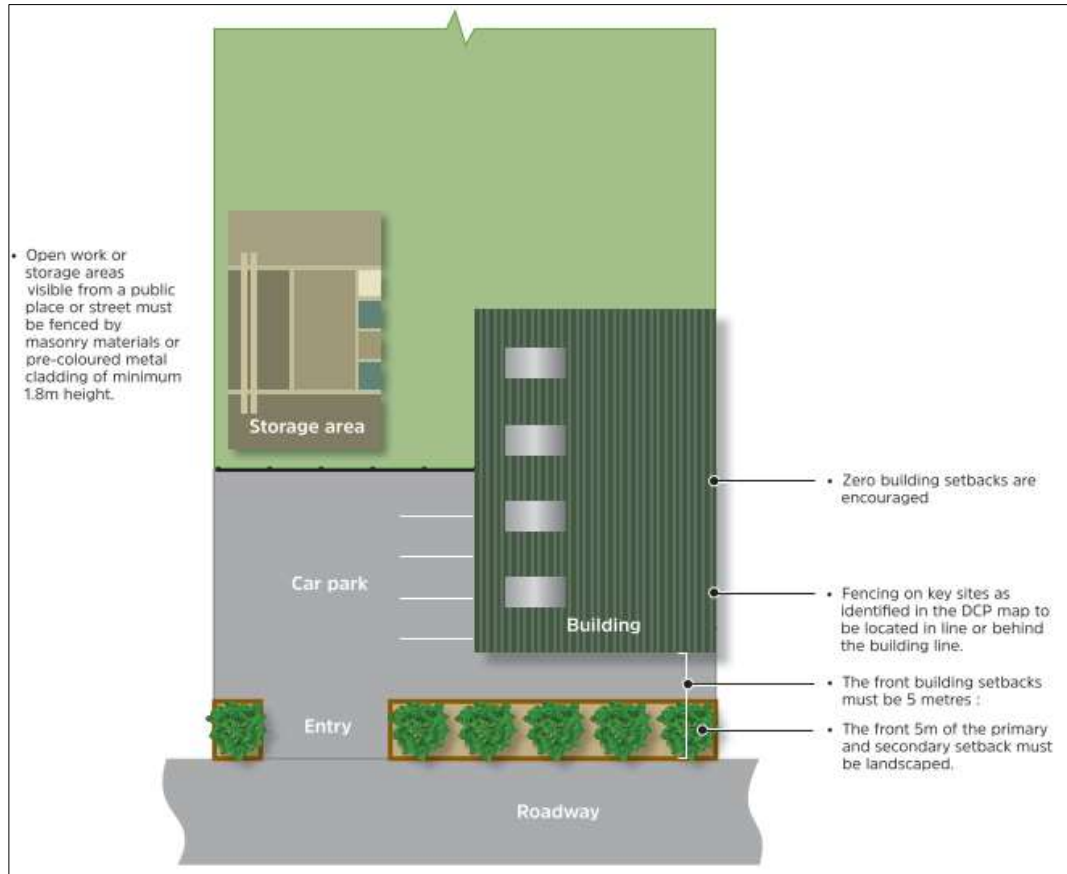 • Open work or
storage areas
visible from a public
place or street must
be fenced by
masonry materials or
pre-coloured metal
cladding of minimum
1.8m height.
Storage area
• Zero building setbacks are
encouraged
Car park
• Fencing on key sites as
identified in the DCP map to
be located in line or behind
the building line.
Building
• The front building setbacks
must be 5 metres :
Entry
• The front 5m of the primary
and secondary setback must
be landscaped.
Roadway